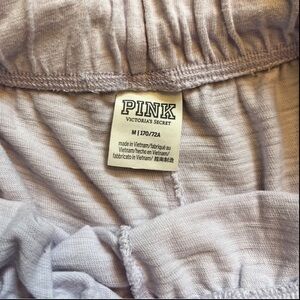 PINK
VICTORIA'S SECRET
M | 170/72A
made in Vietnam/fabriqué au
Vietnam/hecho en Vietnam/
fabbricato in Vietnam/越南制造